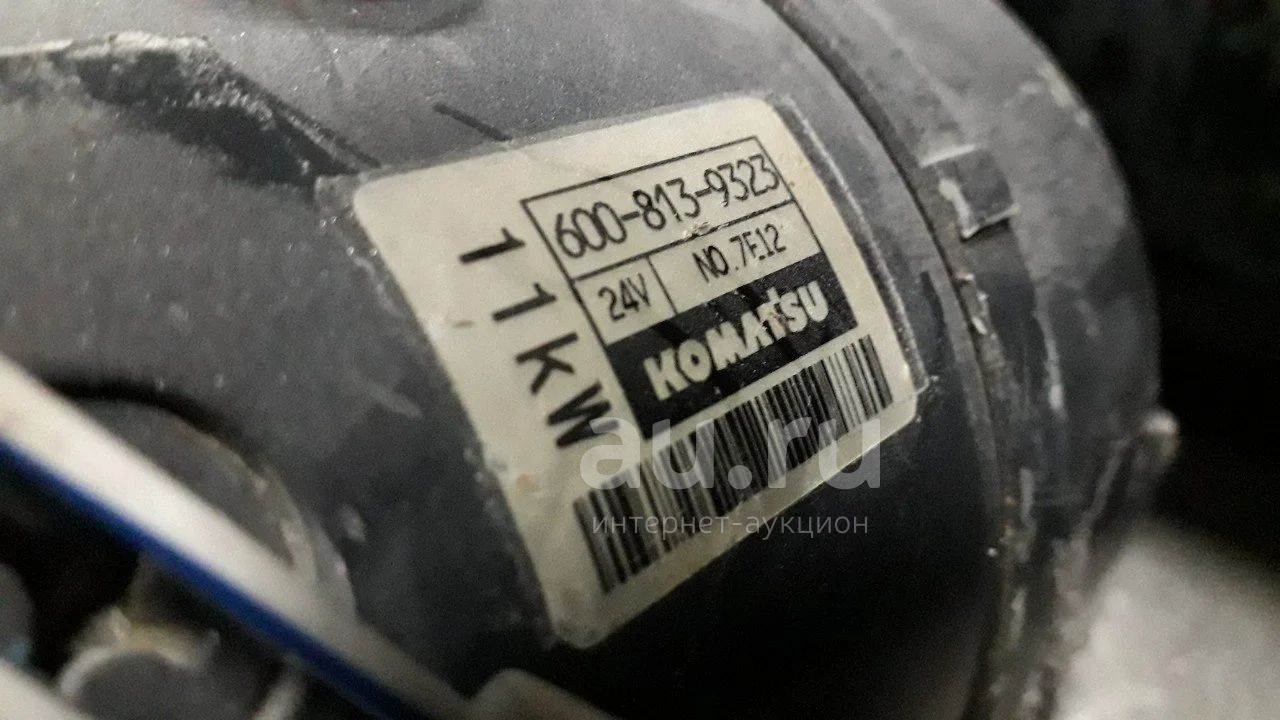 600-813-9323
24V NO.7E12
KOMATSU
11KW
au.ru
интернет-аукцион